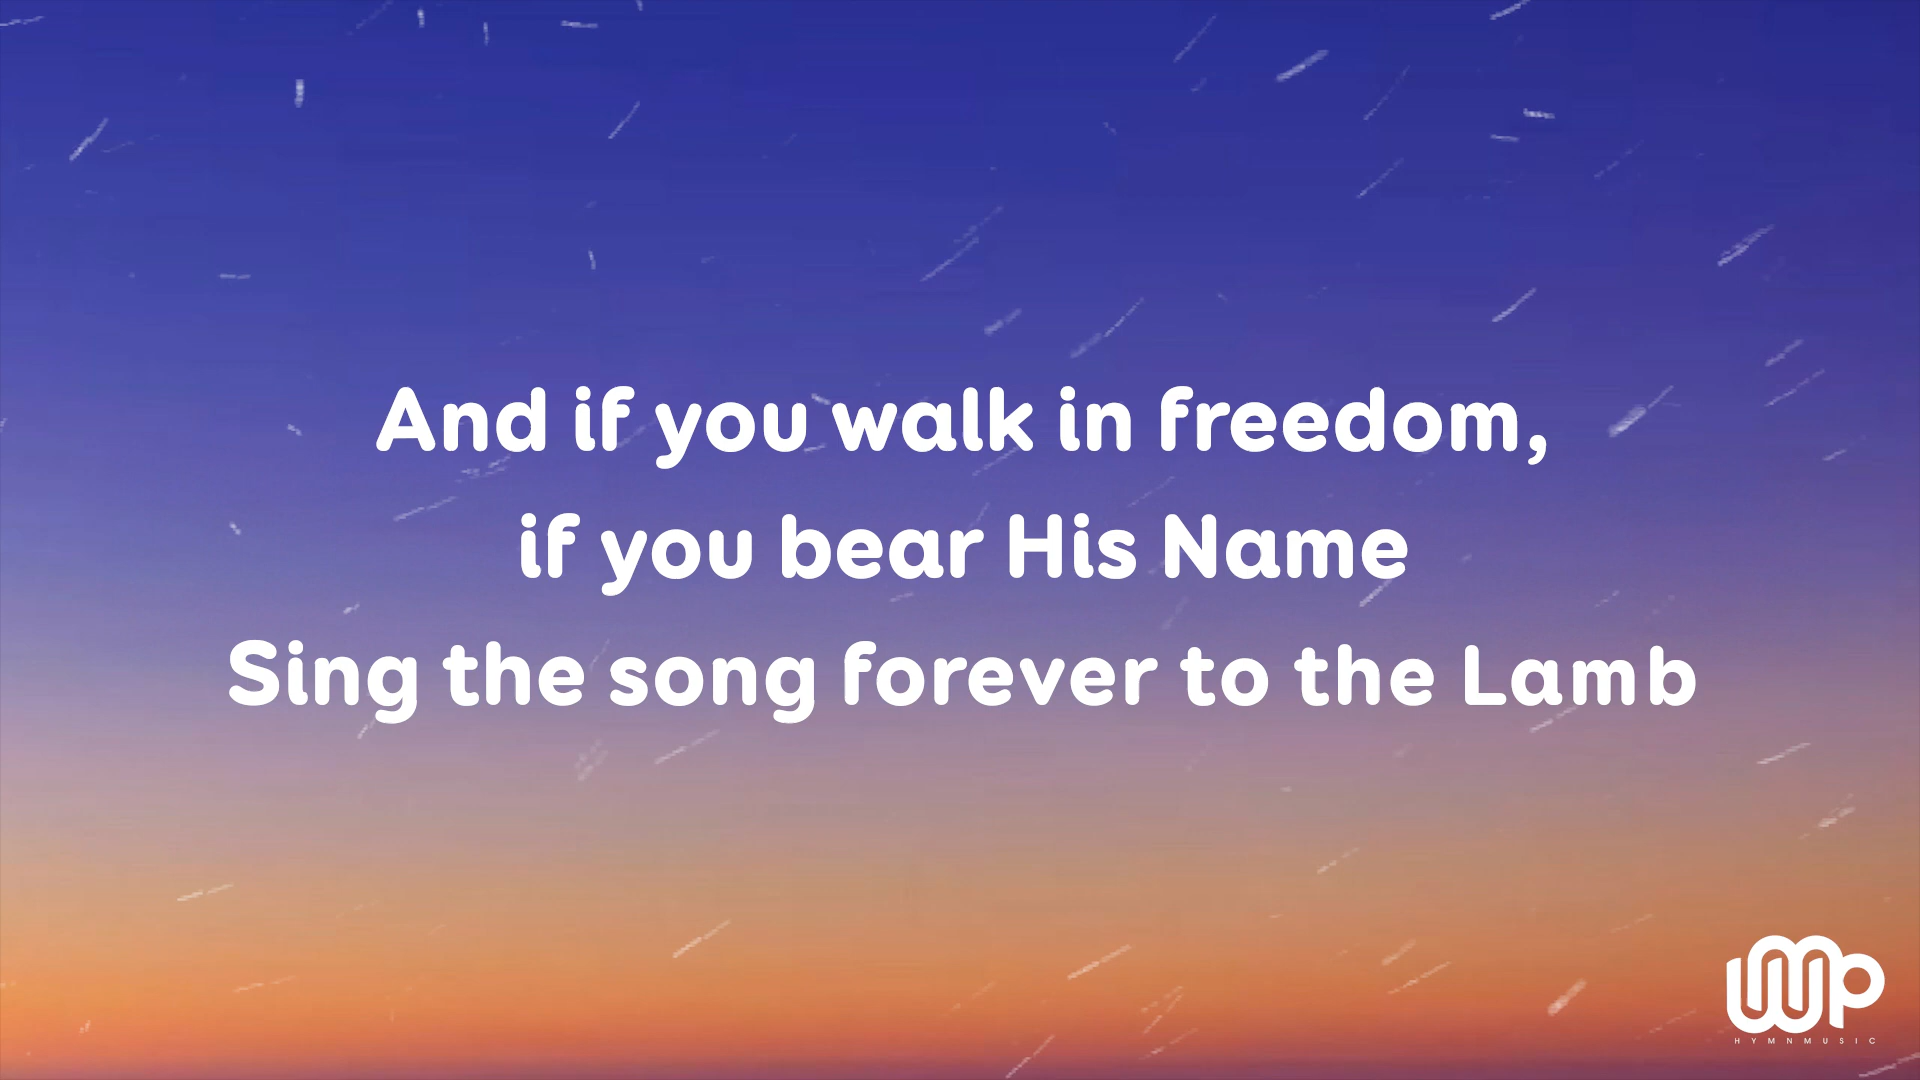 And if you walk in freedom,
if you bear His Name
Sing the song forever to the Lamb
WMP
HYMNMUSIC